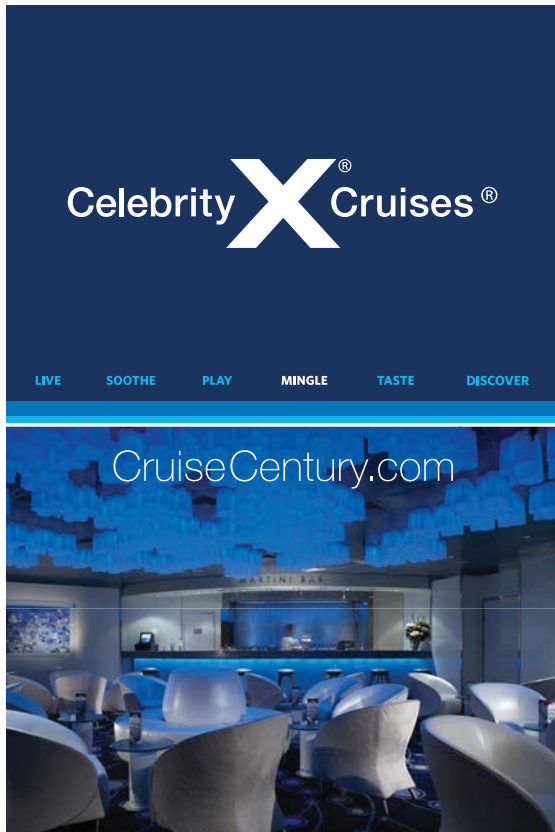 Celebrity X® Cruises®
LIVE SOOTHE PLAY MINGLE TASTE DISCOVER
CruiseCentury.com
MARTINI BAR